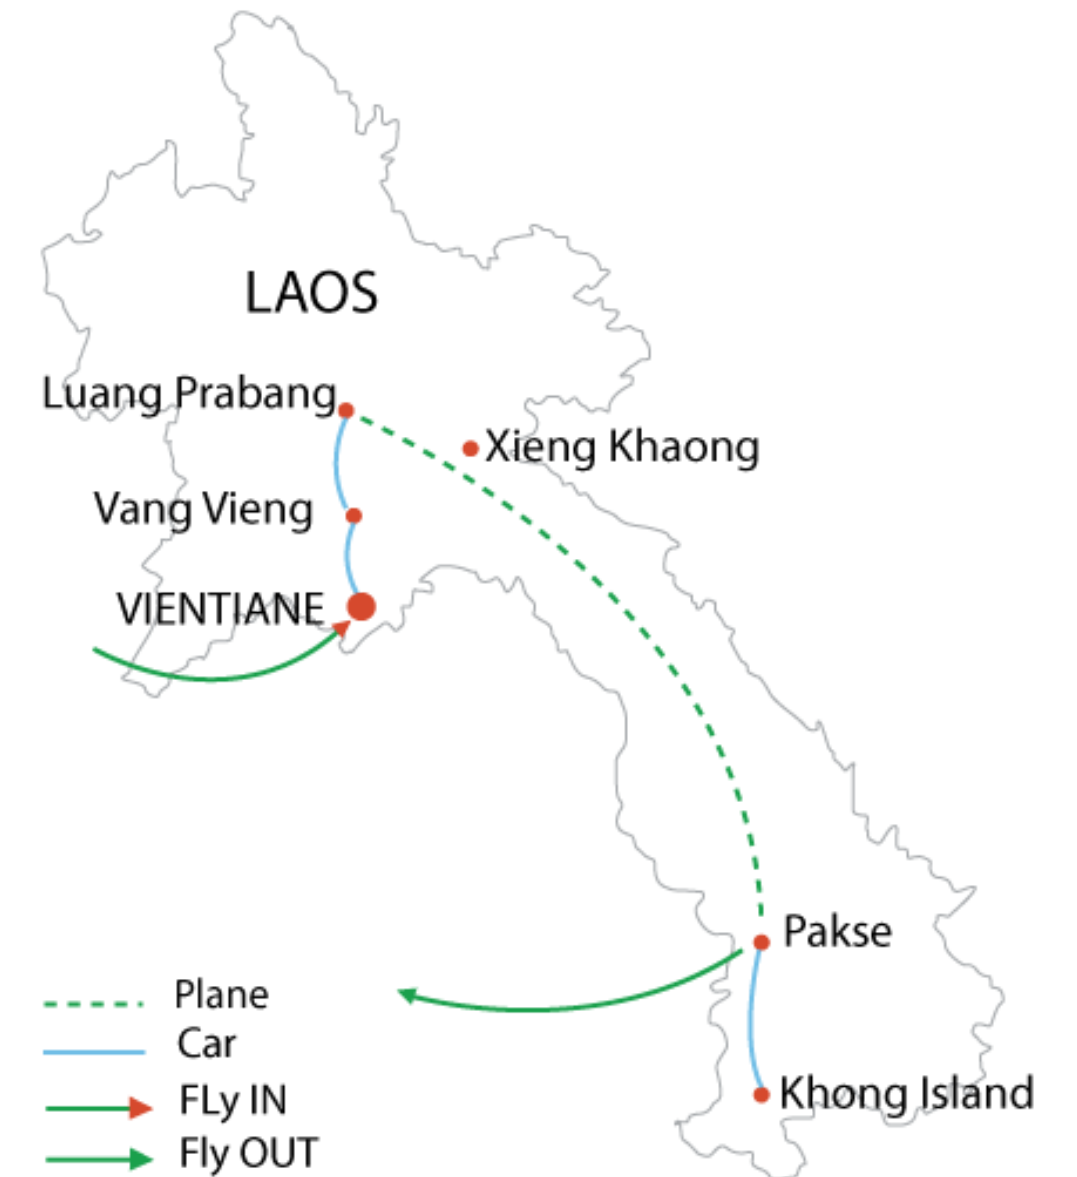 LAOS
Luang Prabang
Xieng Khaong
Vang Vieng
VIENTIANE
Pakse
Khong Island
Plane
Car
FLy IN
Fly OUT